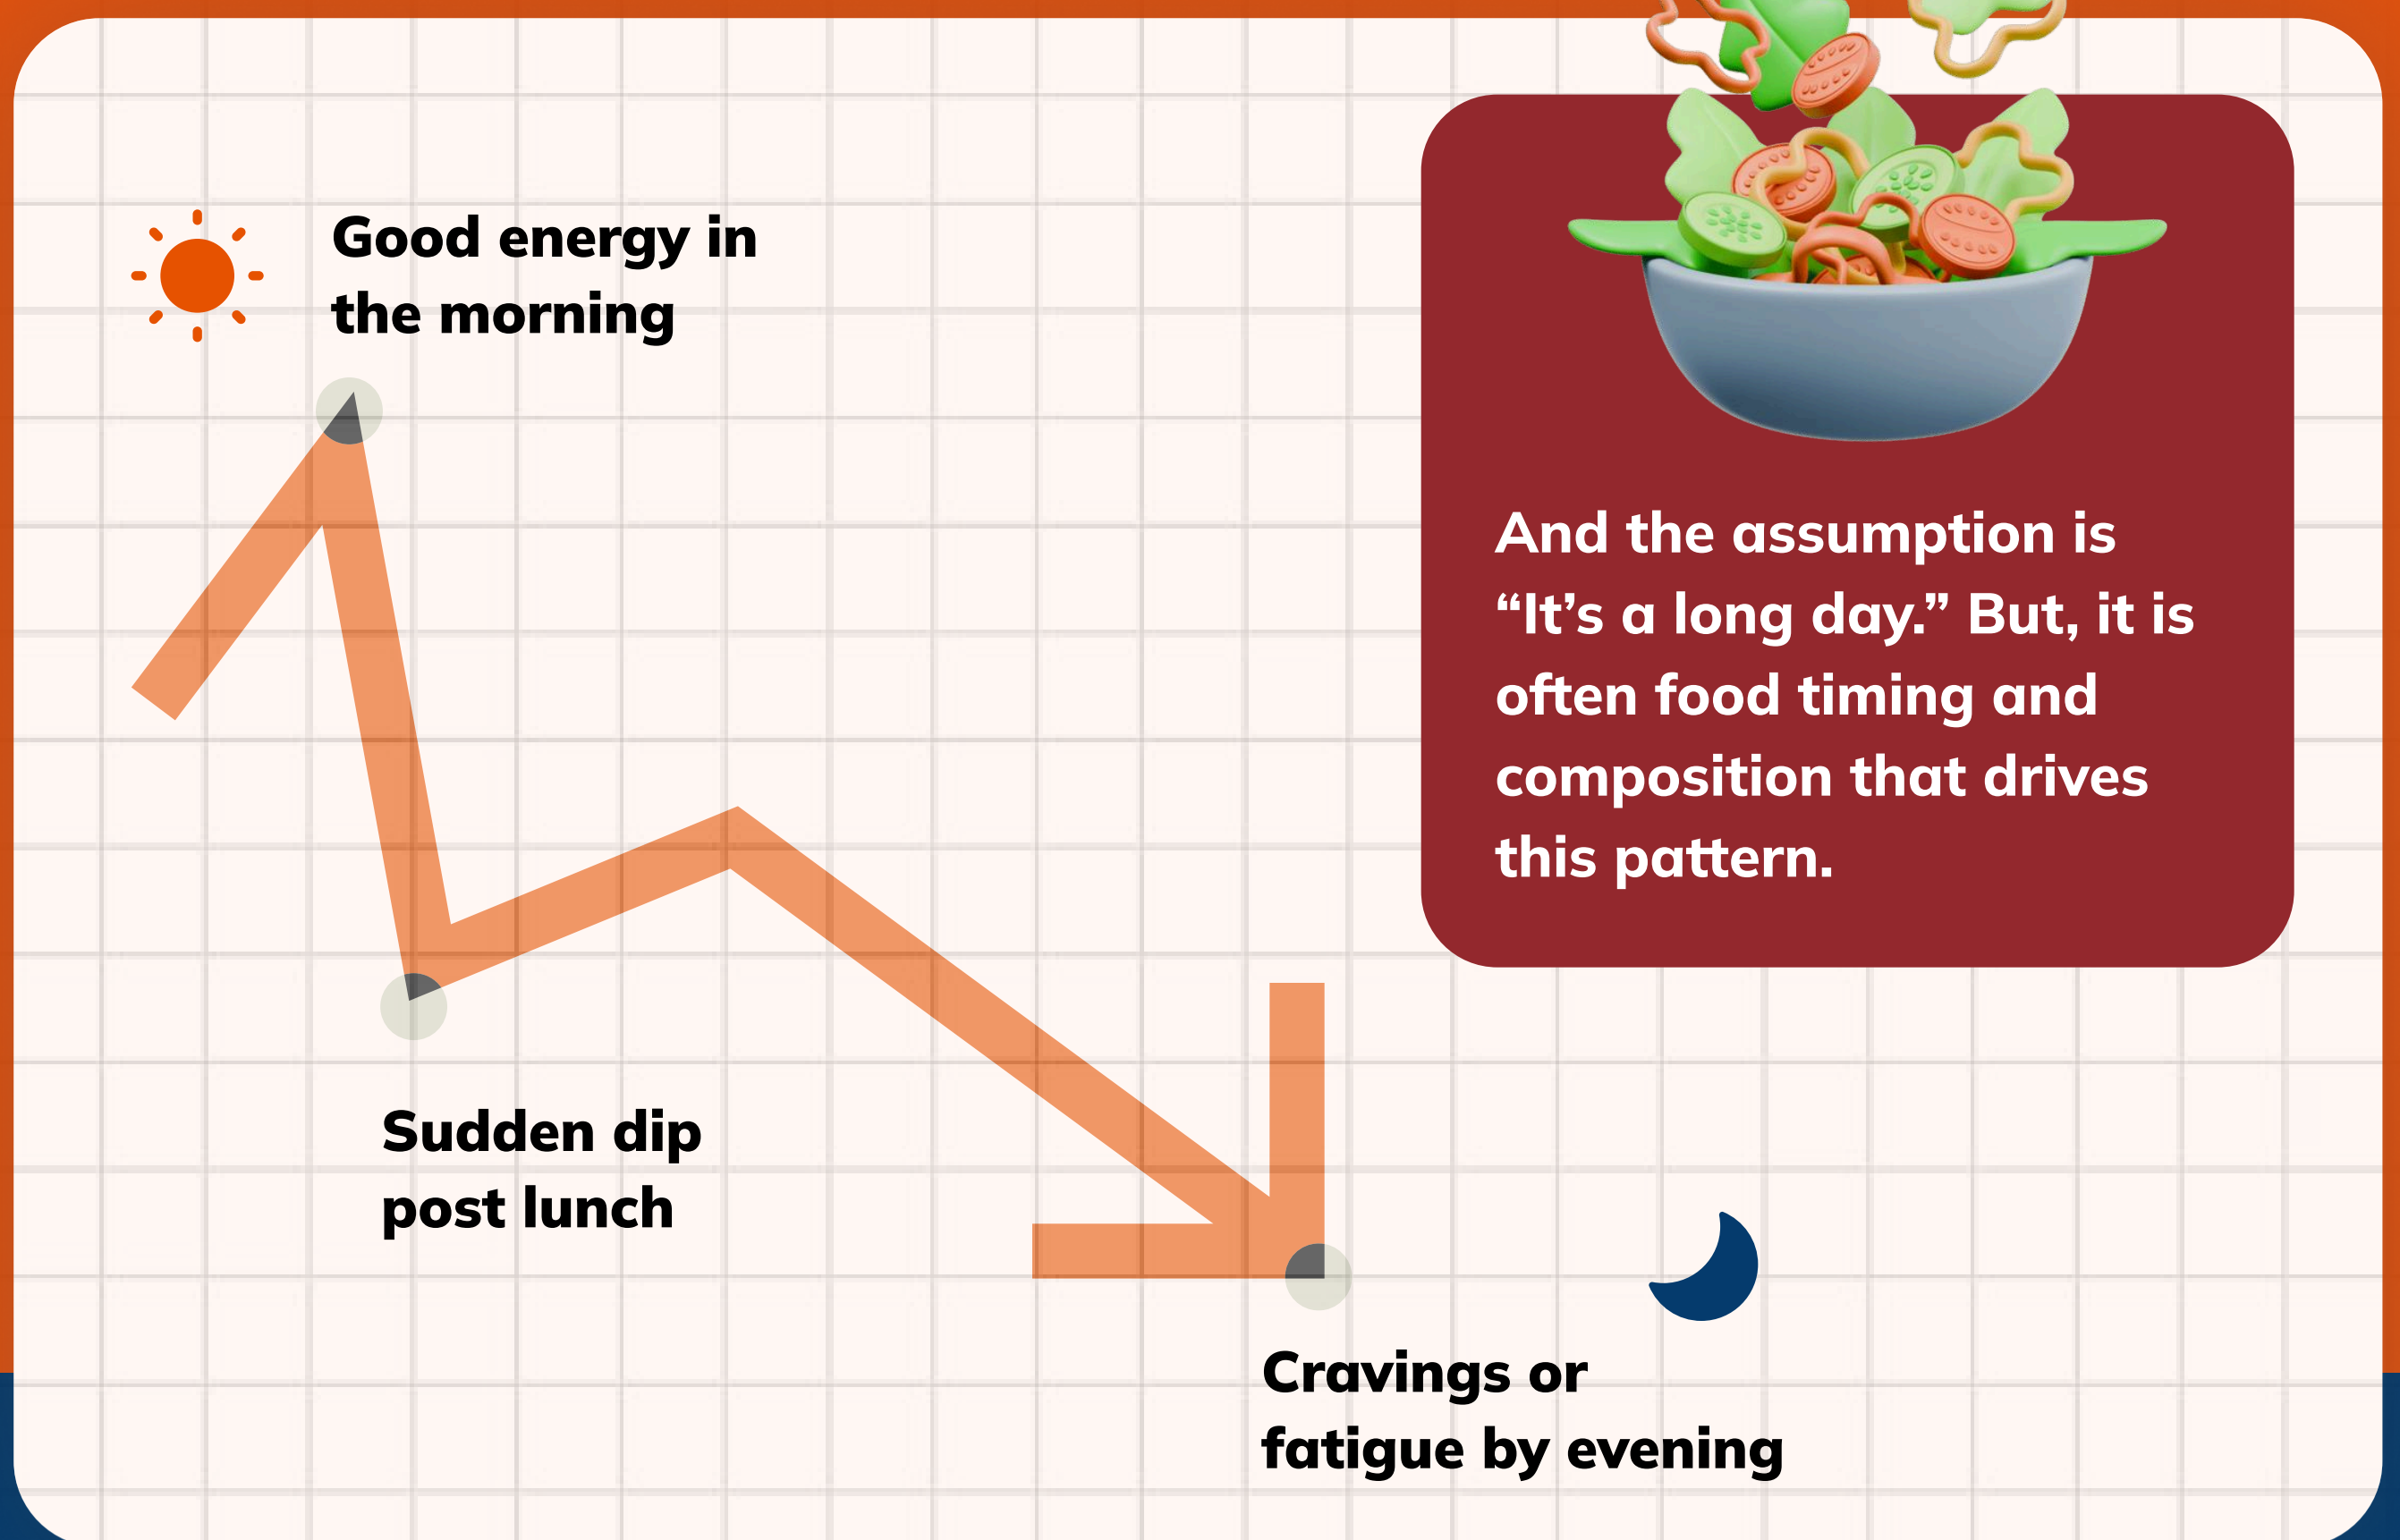 Good energy in
the morning
And the assumption is
“It’s a long day.” But, it is
often food timing and
composition that drives
this pattern.
Sudden dip
post lunch
Cravings or
fatigue by evening